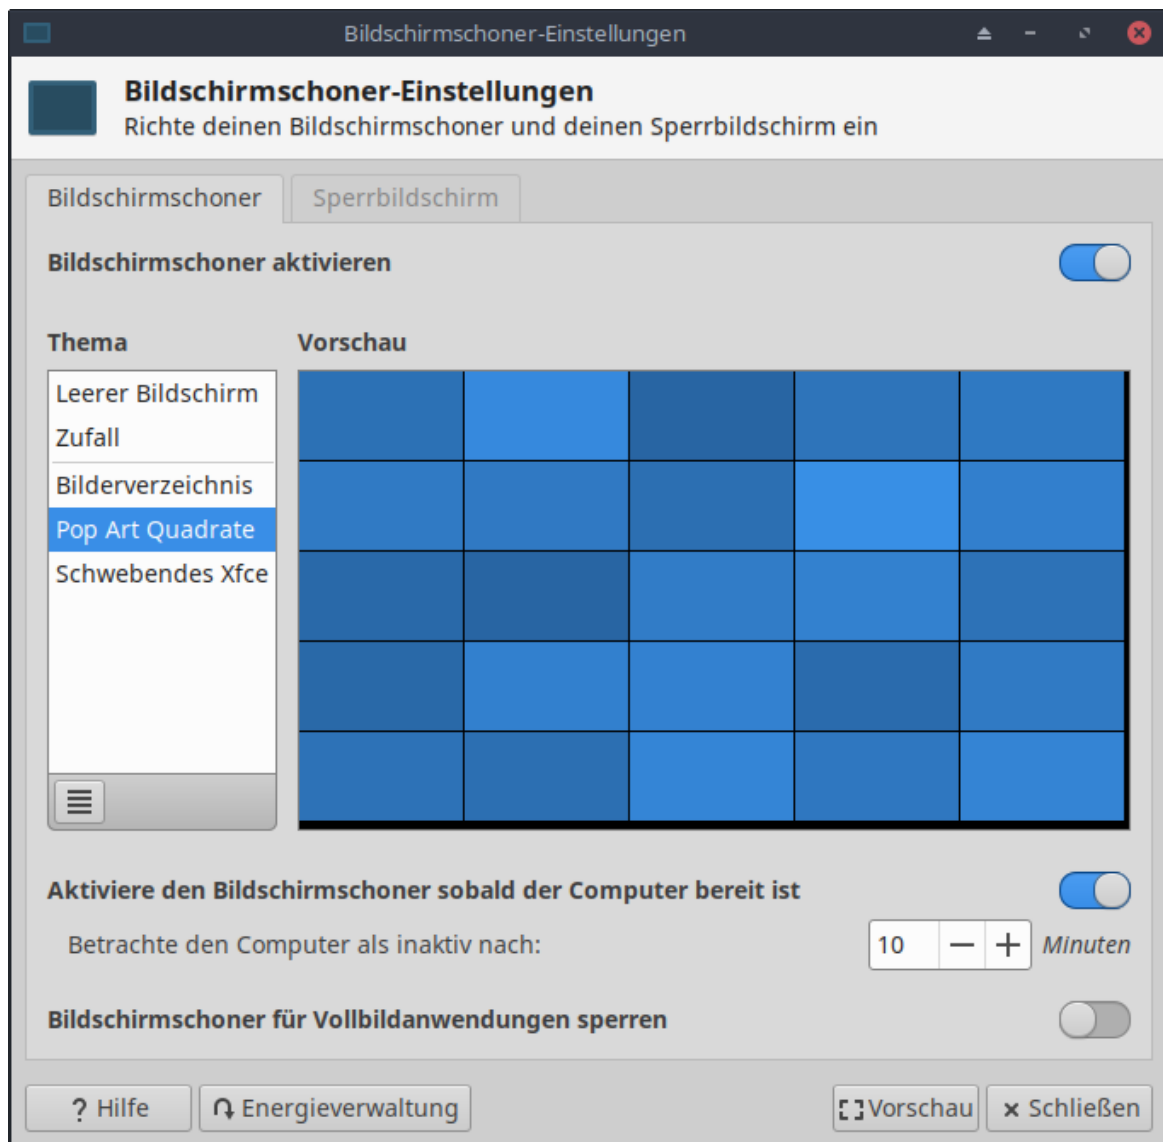 Bildschirmschoner-Einstellungen
Bildschirmschoner-Einstellungen
Richte deinen Bildschirmschoner und deinen Sperrbildschirm ein
Bildschirmschoner
Sperrbildschirm
Bildschirmschoner aktivieren
Thema
Vorschau
Leerer Bildschirm
Zufall
Bilderverzeichnis
Pop Art Quadrate
Schwebendes Xfce
Aktiviere den Bildschirmschoner sobald der Computer bereit ist
Betrachte den Computer als inaktiv nach: 10 Minuten
Bildschirmschoner für Vollbildanwendungen sperren
? Hilfe
Energieverwaltung
Vorschau
Schließen